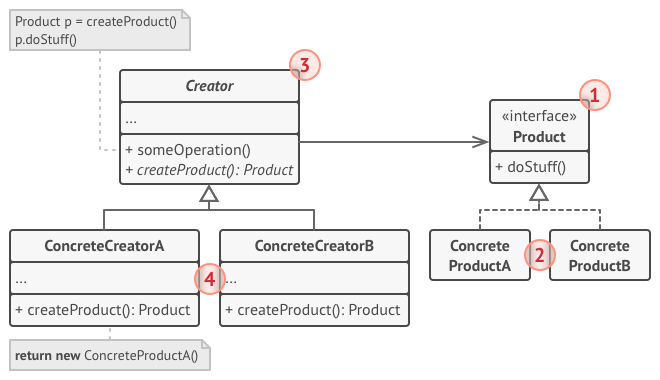 Product p = createProduct()
p.doStuff()
3
Creator
...
+ someOperation()
+ createProduct(): Product
1
«interface»
Product
+ doStuff()
ConcreteCreatorA
...
+ createProduct(): Product
4
ConcreteCreatorB
...
+ createProduct(): Product
Concrete
ProductA
2
Concrete
ProductB
return new ConcreteProductA()